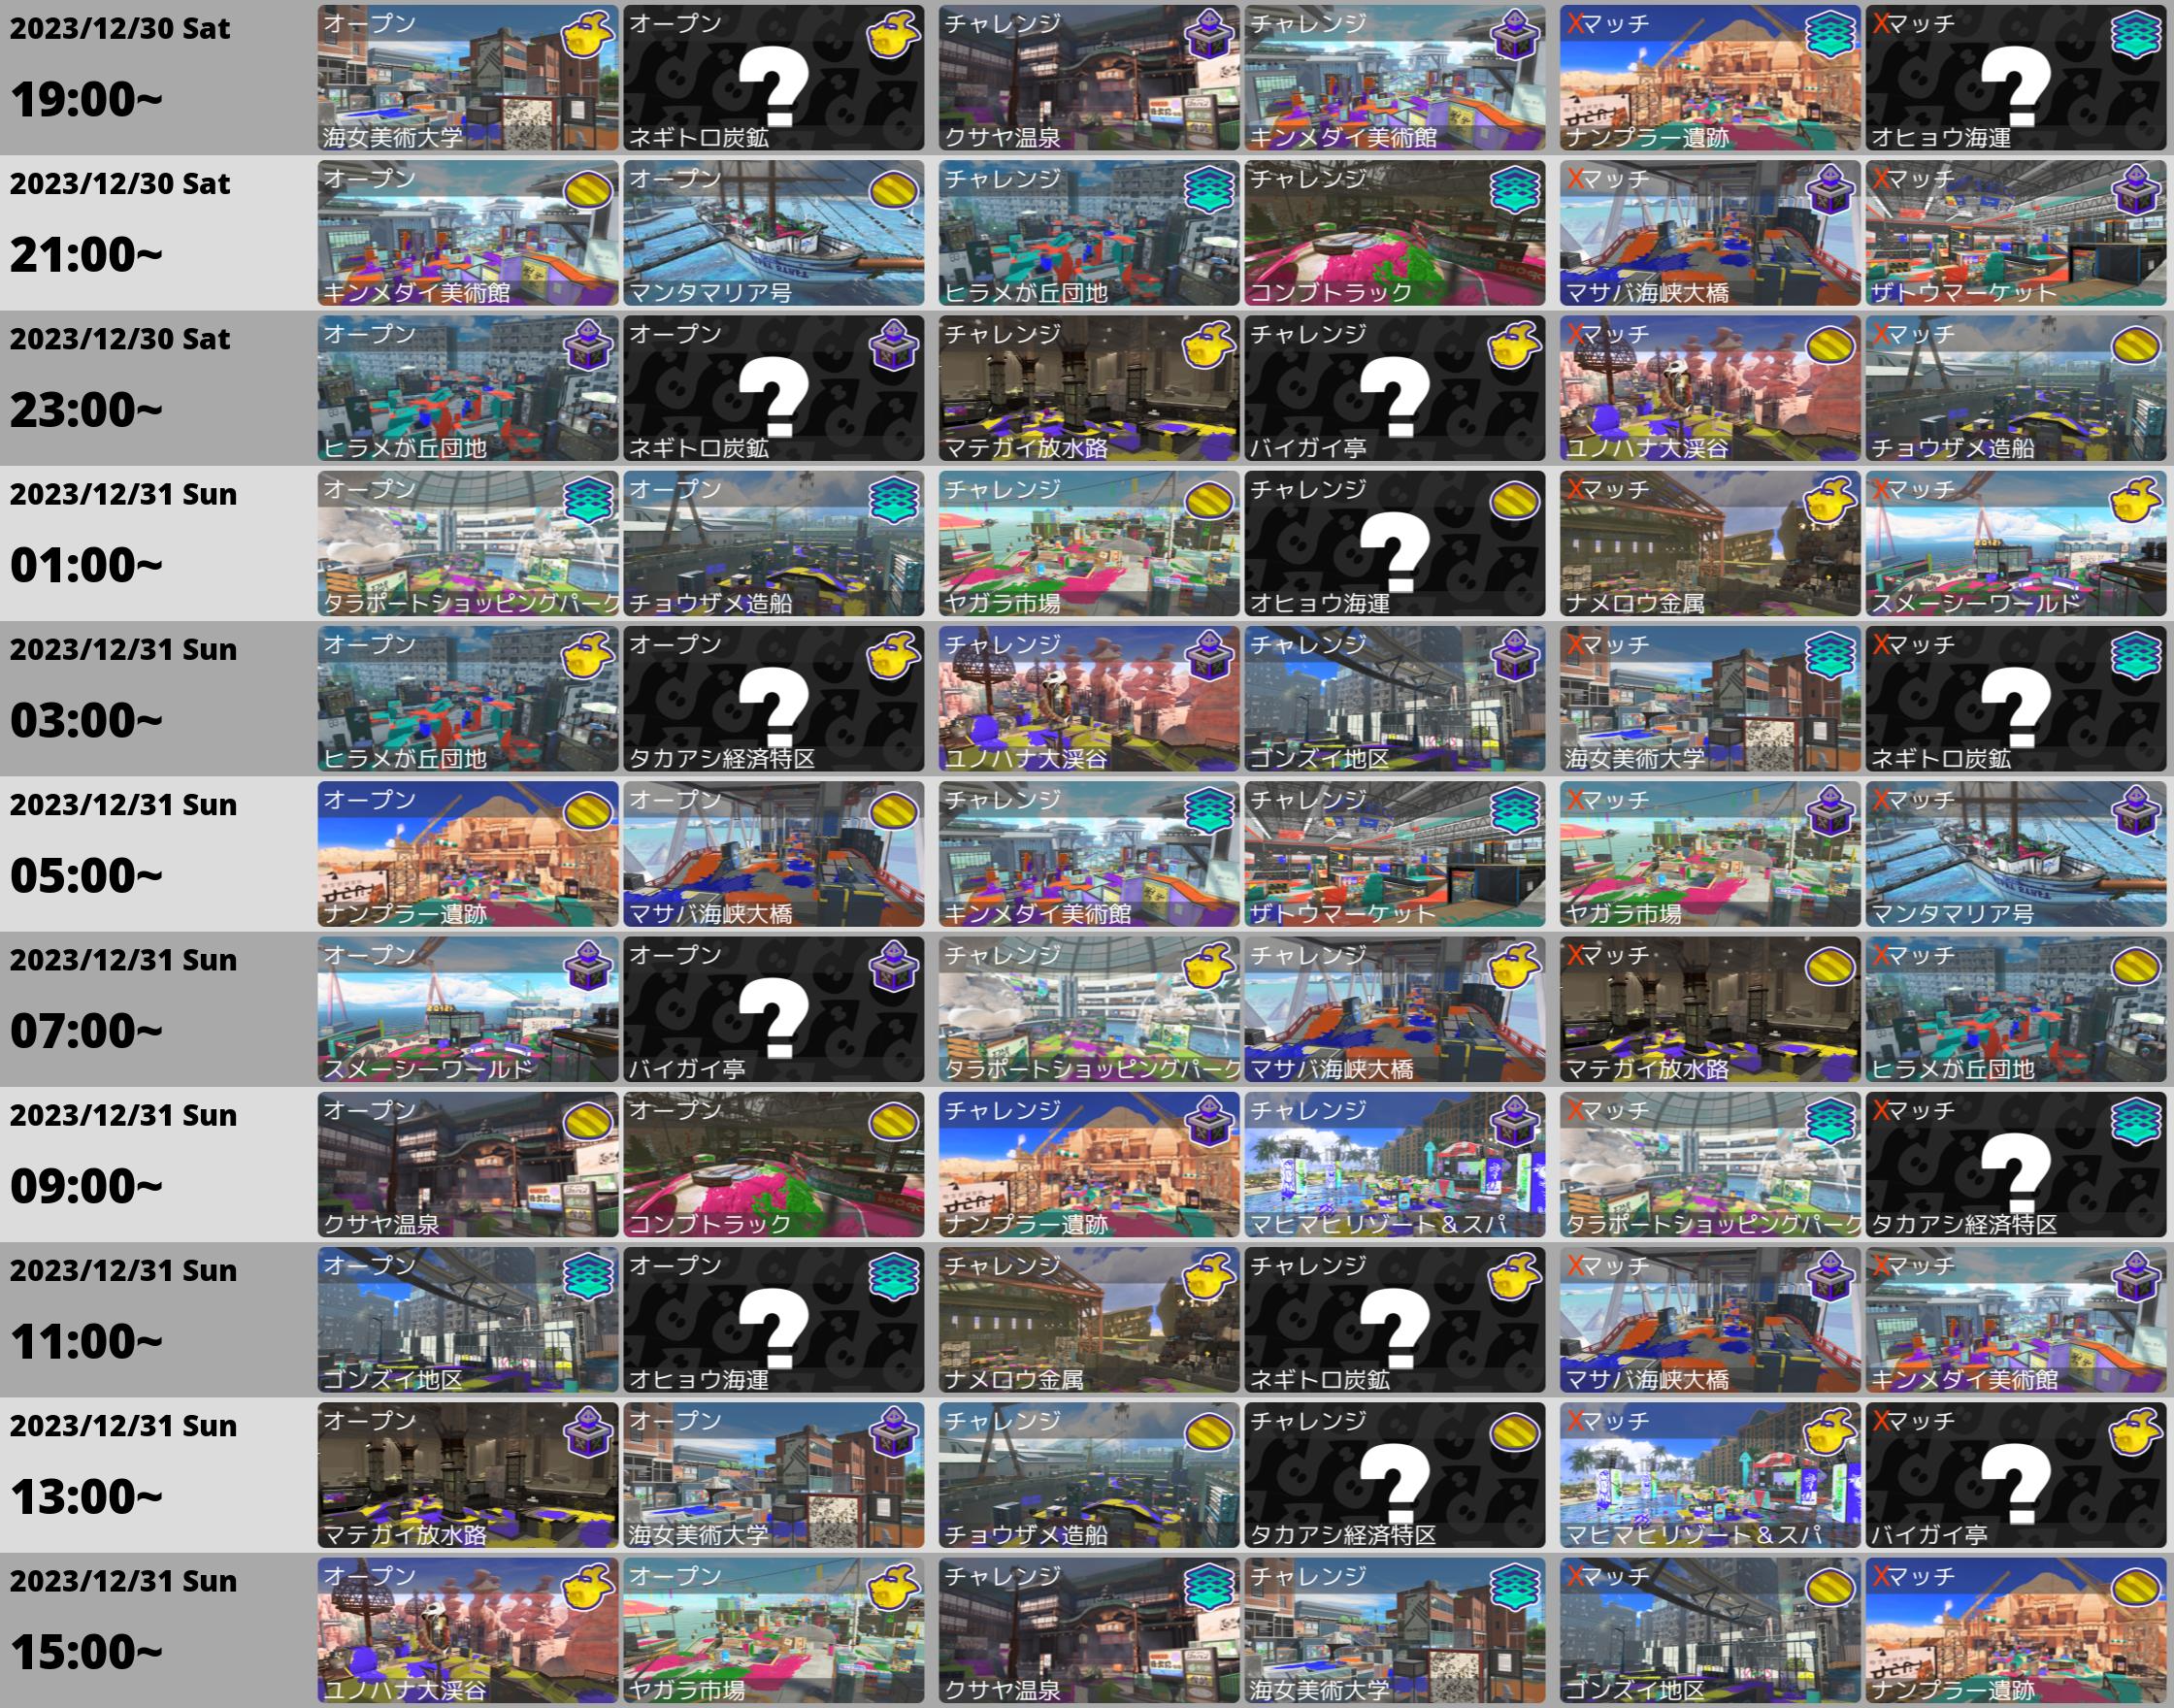 2023/12/30 Sat
19:00~
オープン
海女美術大学
オープン
ネギトロ炭鉱
チャレンジ
クサヤ温泉
チャレンジ
キンメダイ美術館
Xマッチ
ナンプラー遺跡
Xマッチ
オヒョウ海運
2023/12/30 Sat
21:00~
オープン
キンメダイ美術館
オープン
マンタマリア号
チャレンジ
ヒラメが丘団地
チャレンジ
コンブトラック
Xマッチ
マサバ海峡大橋
Xマッチ
ザトウマーケット
2023/12/30 Sat
23:00~
オープン
ヒラメが丘団地
オープン
ネギトロ炭鉱
チャレンジ
マテガイ放水路
チャレンジ
バイガイ亭
Xマッチ
ユノハナ大渓谷
Xマッチ
チョウザメ造船
2023/12/31 Sun
01:00~
オープン
タラポートショッピングパーク
オープン
チョウザメ造船
チャレンジ
ヤガラ市場
チャレンジ
オヒョウ海運
Xマッチ
ナメロウ金属
Xマッチ
スメーシーワールド
2023/12/31 Sun
03:00~
オープン
ヒラメが丘団地
オープン
タカアシ経済特区
チャレンジ
ユノハナ大渓谷
チャレンジ
ゴンズイ地区
Xマッチ
海女美術大学
Xマッチ
ネギトロ炭鉱
2023/12/31 Sun
05:00~
オープン
ナンプラー遺跡
オープン
マサバ海峡大橋
チャレンジ
キンメダイ美術館
チャレンジ
ザトウマーケット
Xマッチ
ヤガラ市場
Xマッチ
マンタマリア号
2023/12/31 Sun
07:00~
オープン
スメーシーワールド
オープン
バイガイ亭
チャレンジ
タラポートショッピングパーク
チャレンジ
マサバ海峡大橋
Xマッチ
マテガイ放水路
Xマッチ
ヒラメが丘団地
2023/12/31 Sun
09:00~
オープン
クサヤ温泉
オープン
コンブトラック
チャレンジ
ナンプラー遺跡
チャレンジ
マヒマヒリゾート＆スパ
Xマッチ
タラポートショッピングパーク
Xマッチ
タカアシ経済特区
2023/12/31 Sun
11:00~
オープン
ゴンズイ地区
オープン
オヒョウ海運
チャレンジ
ナメロウ金属
チャレンジ
ネギトロ炭鉱
Xマッチ
マサバ海峡大橋
Xマッチ
キンメダイ美術館
2023/12/31 Sun
13:00~
オープン
マテガイ放水路
オープン
海女美術大学
チャレンジ
チョウザメ造船
チャレンジ
タカアシ経済特区
Xマッチ
マヒマヒリゾート＆スパ
Xマッチ
バイガイ亭
2023/12/31 Sun
15:00~
オープン
ユノハナ大渓谷
オープン
ヤガラ市場
チャレンジ
クサヤ温泉
チャレンジ
海女美術大学
Xマッチ
ゴンズイ地区
Xマッチ
ナンプラー遺跡